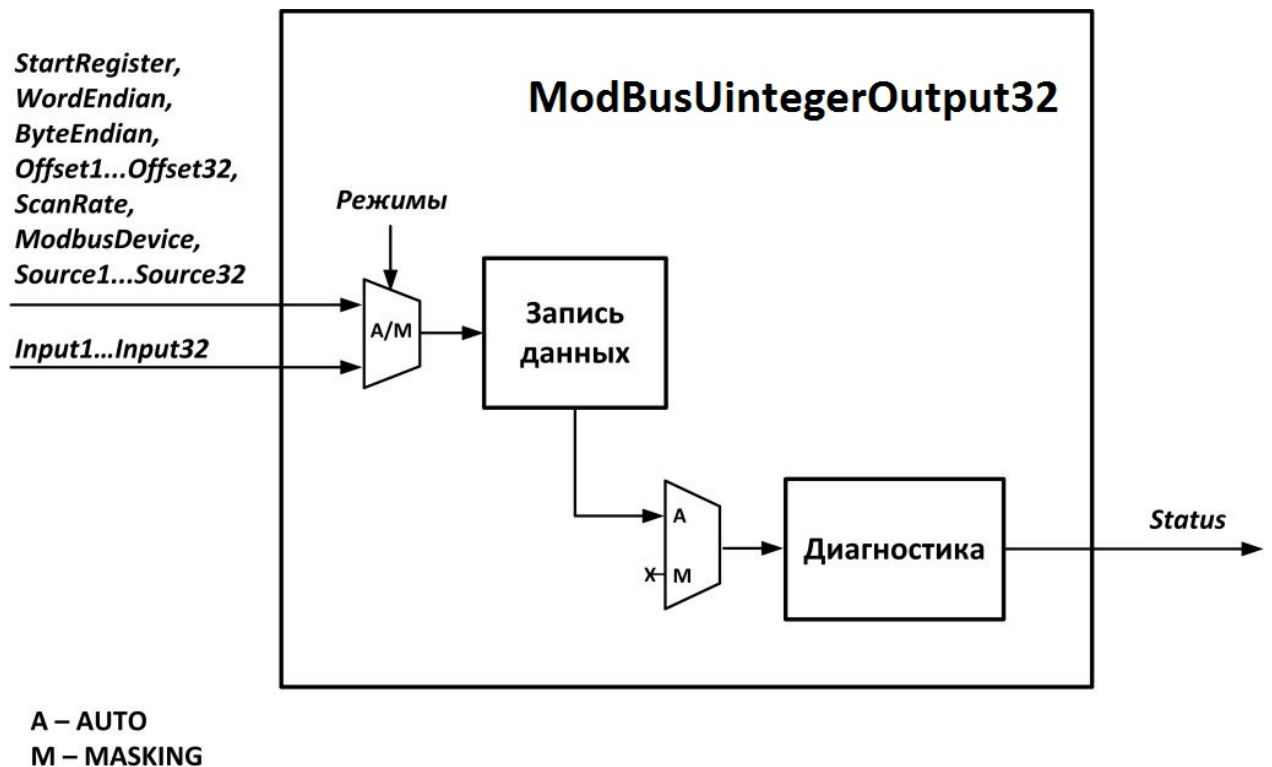 StartRegister,
WordEndian,
ByteEndian,
Offset1...Offset32,
ScanRate,
ModbusDevice,
Source1...Source32
Input1...Input32
ModBusUintegerOutput32
Режимы
A/M
Запись
данных
A
X
M
Диагностика
Status
A – AUTO
M – MASKING